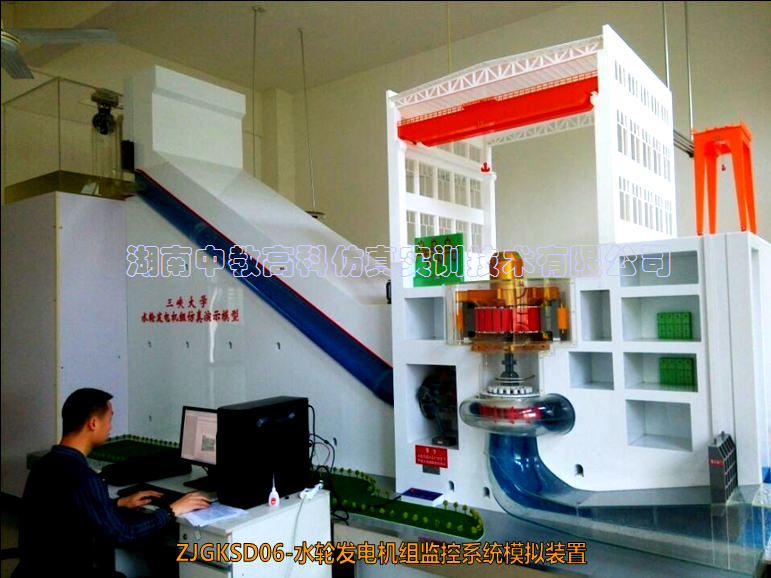 湖南中教高科仿真实训技术有限公司
三峡大学
水轮发电机组仿真演示模型
ZJGKSD06-水轮发电机组监控系统模拟装置